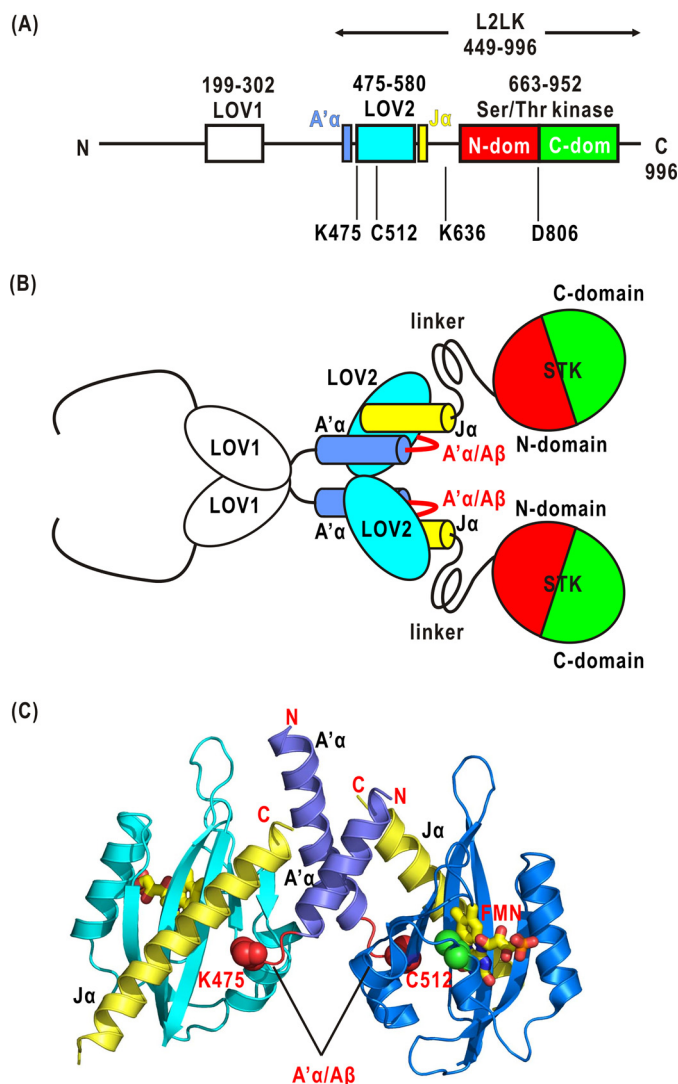 (A)
L2LK
449-996
199-302
LOV1
475-580
LOV2
663-952
Ser/Thr kinase
A’α
Jα
N
N-dom
C-dom
C
996
K475
C512
K636
D806
(B)
C-domain
linker
LOV2
STK
A’α
Jα
LOV1
N-domain
A’α/Aβ
A’α/Aβ
LOV1
N-domain
A’α
LOV2
Jα
STK
linker
C-domain
(C)
N
A’α
C
C
N
Jα
A’α
FMN
K475
C512
Jα
A’α/Aβ